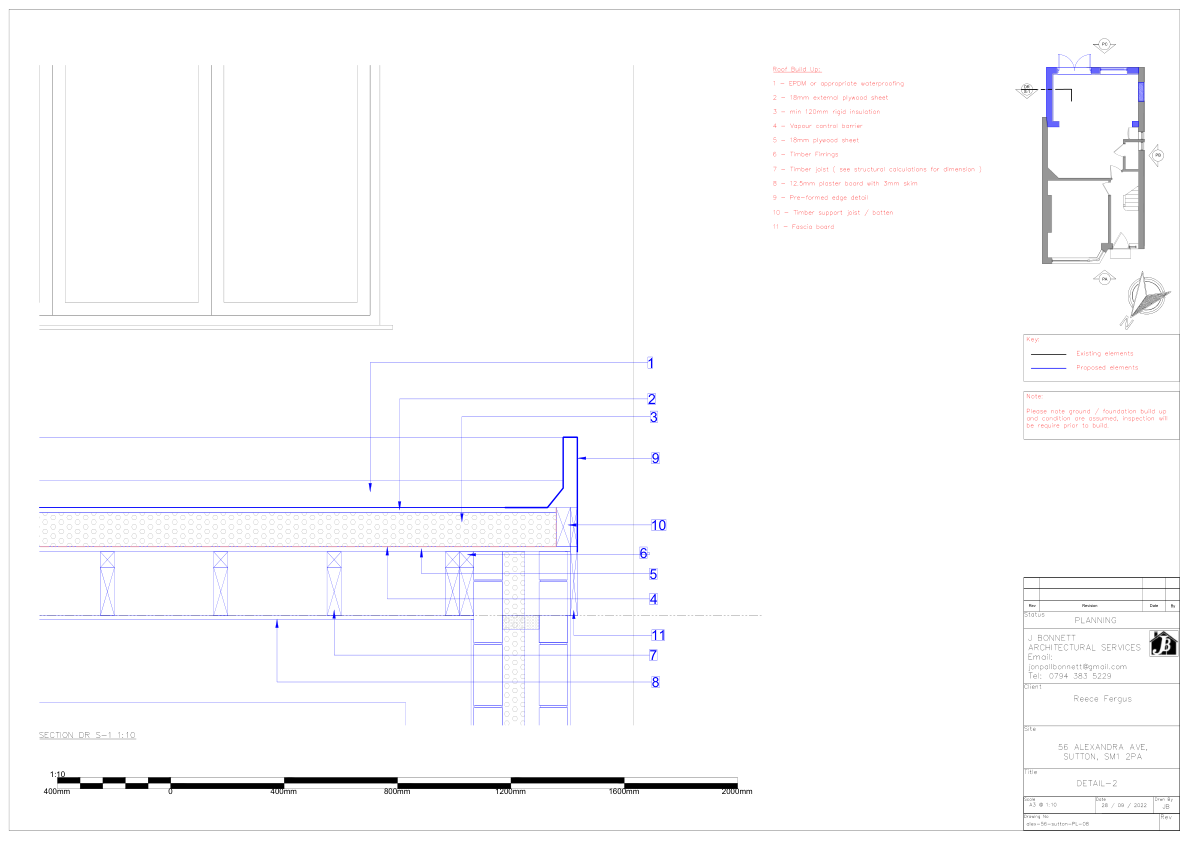 Roof Build Up:
1 - EPDM or appropriate waterproofing
2 - 18mm external plywood sheet
3 - min 120mm rigid insulation
4 - Vapour control barrier
5 - 18mm plywood sheet
6 - Timber Firrings
7 - Timber joist ( see structural calculations for dimension )
8 - 12.5mm plaster board with 3mm skim
9 - Pre-formed edge detail
10 - Timber support joist / batten
11 - Fascia board
PC
PB
PA
N
Key:
Existing elements
Proposed elements
Note:
Please note ground / foundation build up
and condition are assumed, inspection will
be require prior to build
1
2
3
9
10
6
5
4
11
7
8
SECTION DR S-1 1:10
1:10
400mm 0 400mm 800mm 1200mm 1600mm 2000mm
Rev Revision Date By
Status
PLANNING
J BONNETT
ARCHITECTURAL SERVICES
Email:
jonpallbonnett@gmail.com
Tel: 0794 383 5229
JB
Client
Reece Fergus
Site
56 ALEXANDRA AVE,
SUTTON, SM1 2PA
Title
DETAIL-2
Scale Date Drwn By
A3 @ 1:10 28 / 09 / 2022 JB
Drawing No Rev
alex-56-sutton-PL-08